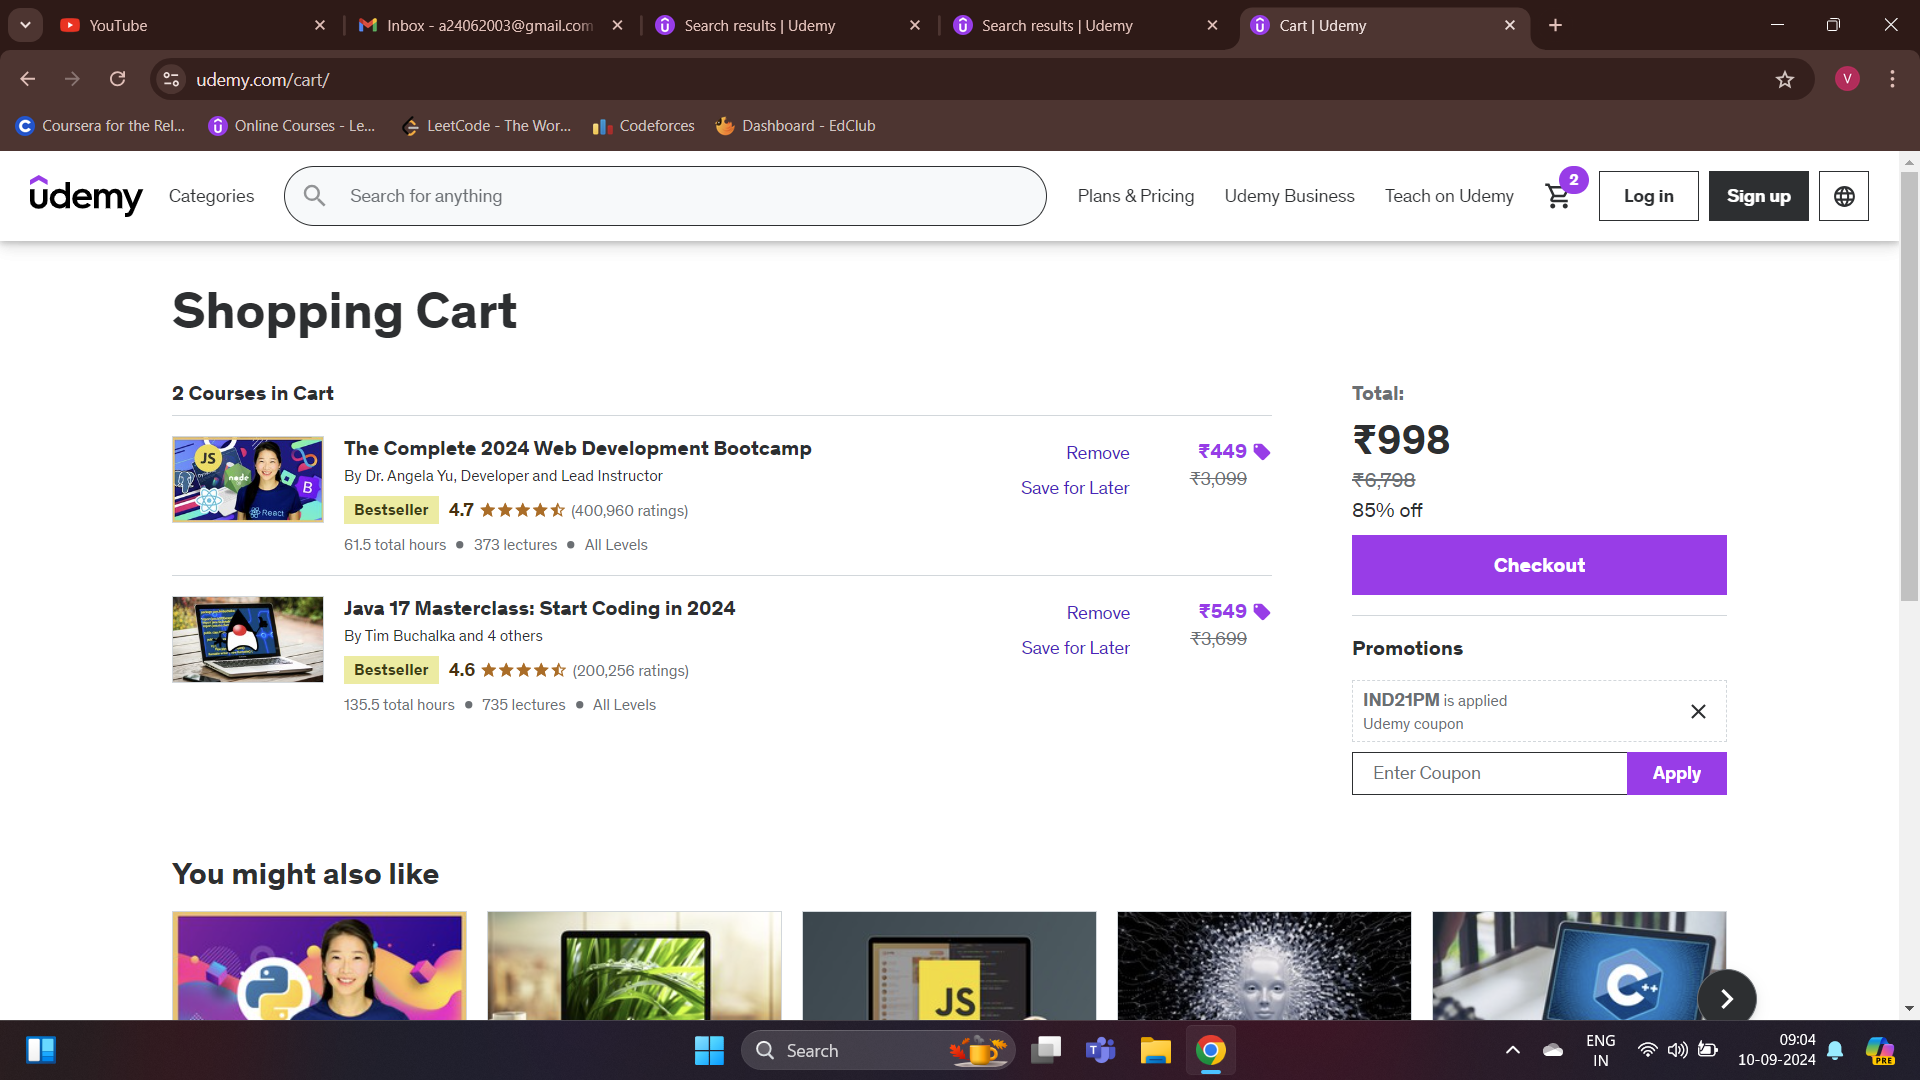 YouTube
Inbox - a24062003@gmail.com
Search results | Udemy
Search results | Udemy
Cart | Udemy
udemy.com/cart/
V
Coursera for the Rel...
Online Courses - Le...
LeetCode - The Wor...
Codeforces
Dashboard - EdClub
udemy
Categories
Search for anything
Plans & Pricing
Udemy Business
Teach on Udemy
2
Log in
Sign up
Shopping Cart
2 Courses in Cart
JS
node
B
React
The Complete 2024 Web Development Bootcamp
By Dr. Angela Yu, Developer and Lead Instructor
Bestseller 4.7 (400,960 ratings)
61.5 total hours • 373 lectures • All Levels
Remove
Save for Later
₹449
₹3,099
Java 17 Masterclass: Start Coding in 2024
By Tim Buchalka and 4 others
Bestseller 4.6 (200,256 ratings)
135.5 total hours • 735 lectures • All Levels
Remove
Save for Later
₹549
₹3,699
Total:
₹998
₹6,798
85% off
Checkout
Promotions
IND21PM is applied
Udemy coupon
Enter Coupon
Apply
You might also like
JS
C++
Search
ENG
IN
09:04
10-09-2024
PRE